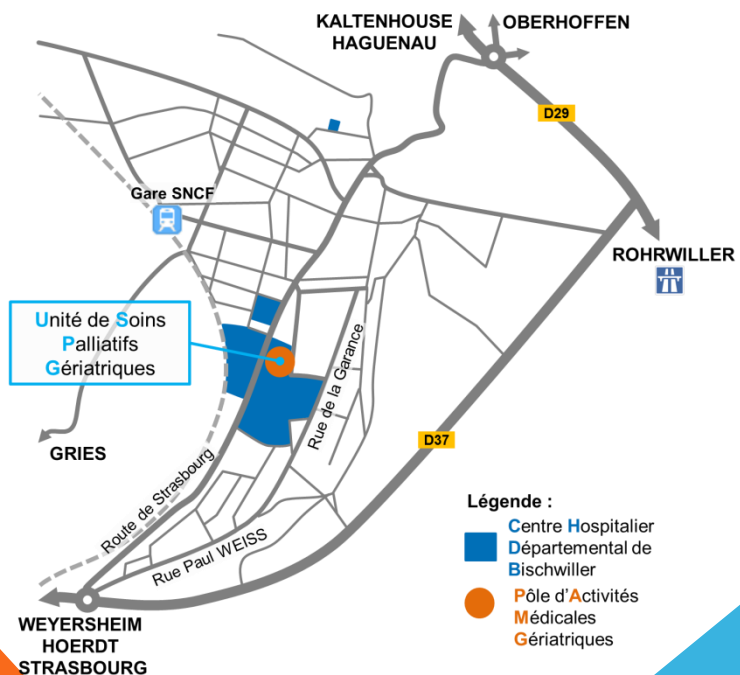 KALTENHOUSE
HAGUENAU
OBERHOFFEN
D29
Gare SNCF
ROHRWILLER
Unité de Soins
Palliatifs
Gériatriques
Rue de la Garance
GRIES
D37
Route de Strasbourg
Rue Paul WEISS
Légende :
Centre Hospitalier
Départemental de
Bischwiller
Pôle d'Activités
Médicales
Gériatriques
WEYERSHEIM
HOERDT
STRASBOURG